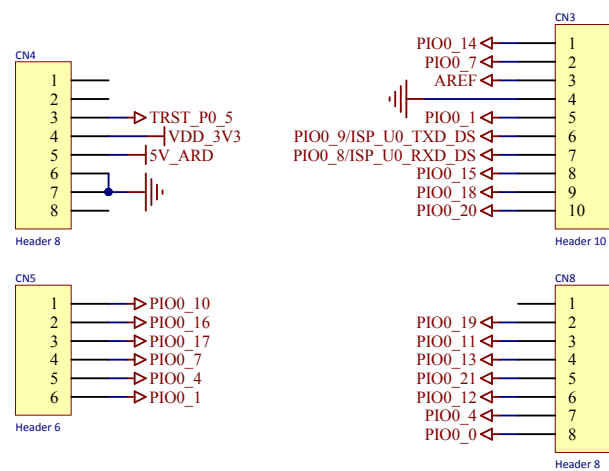 CN4
1
2
3 TRST_P0_5
4 VDD_3V3
5 5V_ARD
6
7
8
Header 8
CN3
PIO0_14 1
PIO0_7 2
AREF 3
4
PIO0_1 5
PIO0_9/ISP_U0_TXD_DS 6
PIO0_8/ISP_U0_RXD_DS 7
PIO0_15 8
PIO0_18 9
PIO0_20 10
Header 10
CN5
1 PIO0_10
2 PIO0_16
3 PIO0_17
4 PIO0_7
5 PIO0_4
6 PIO0_1
Header 6
CN8
1
PIO0_19 2
PIO0_11 3
PIO0_13 4
PIO0_21 5
PIO0_12 6
PIO0_4 7
PIO0_0 8
Header 8